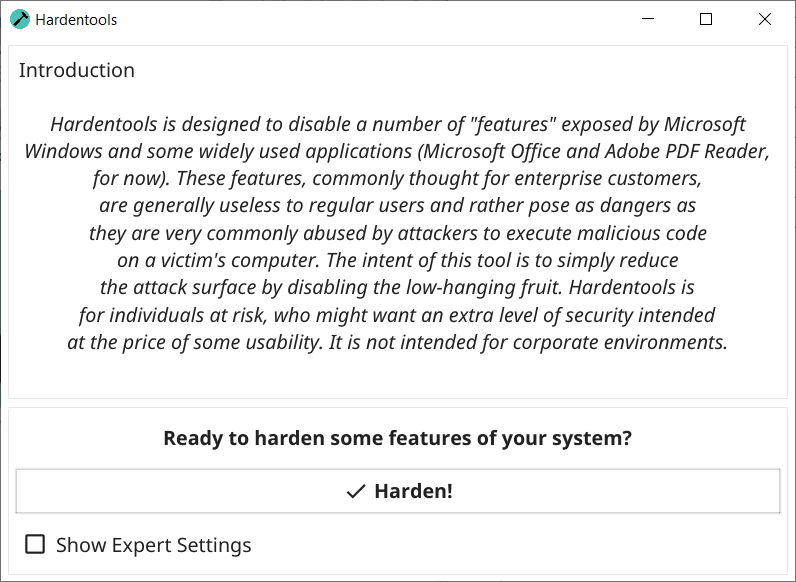 Hardentools
Introduction
Hardentools is designed to disable a number of "features" exposed by Microsoft
Windows and some widely used applications (Microsoft Office and Adobe PDF Reader,
for now). These features, commonly thought for enterprise customers,
are generally useless to regular users and rather pose as dangers as
they are very commonly abused by attackers to execute malicious code
on a victim's computer. The intent of this tool is to simply reduce
the attack surface by disabling the low-hanging fruit. Hardentools is
for individuals at risk, who might want an extra level of security intended
at the price of some usability. It is not intended for corporate environments.
Ready to harden some features of your system?
Harden!
Show Expert Settings